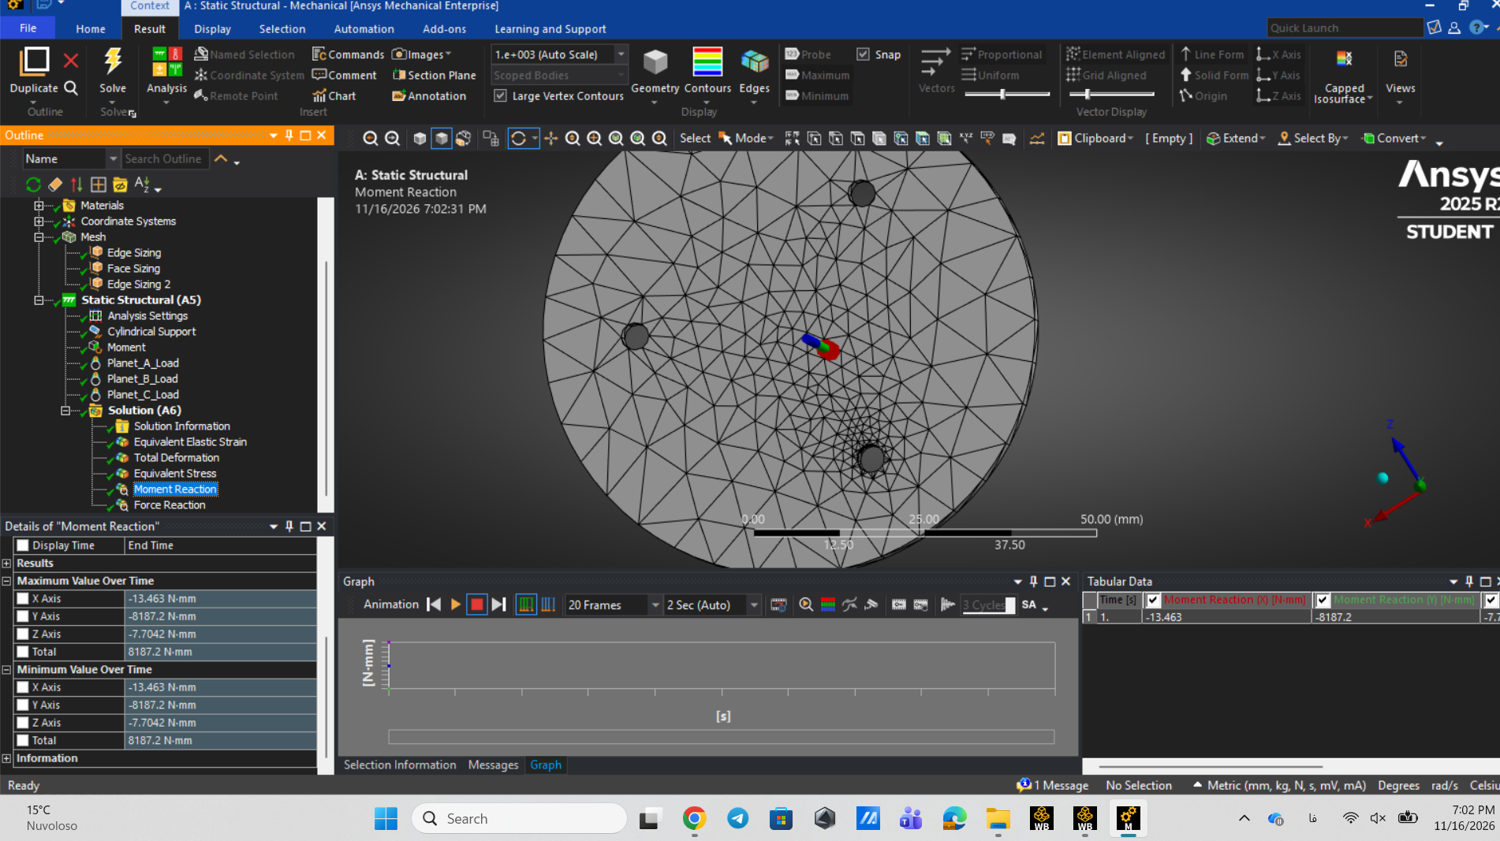 Context
A : Static Structural - Mechanical [Ansys Mechanical Enterprise]
File Home Result Display Selection Automation Add-ons Learning and Support
Quick Launch
Duplicate
Outline
Solve
Solve
Analysis
Named Selection
Coordinate System
Remote Point
Commands
Comment
Chart
Images
Section Plane
Annotation
Insert
1.e+003 (Auto Scale)
Scoped Bodies
Large Vertex Contours
Geometry
Contours
Edges
Display
Probe
Maximum
Minimum
Snap
Vectors
Proportional
Uniform
Element Aligned
Grid Aligned
Line Form
Solid Form
Origin
X Axis
Y Axis
Z Axis
Vector Display
Capped
Isosurface
Views
Outline
Name
Search Outline
Select Mode Clipboard [ Empty ] Extend Select By Convert
Materials
Coordinate Systems
Mesh
Edge Sizing
Face Sizing
Edge Sizing 2
Static Structural (A5)
Analysis Settings
Cylindrical Support
Moment
Planet_A_Load
Planet_B_Load
Planet_C_Load
Solution (A6)
Solution Information
Equivalent Elastic Strain
Total Deformation
Equivalent Stress
Moment Reaction
Force Reaction
A: Static Structural
Moment Reaction
11/16/2026 7:02:31 PM
Ansys
2025 R
STUDENT
Z
X
0.00 25.00 50.00 (mm)
12.50 37.50
Details of "Moment Reaction"
Display Time End Time
Results
Maximum Value Over Time
X Axis -13.463 N·mm
Y Axis -8187.2 N·mm
Z Axis -7.7042 N·mm
Total 8187.2 N·mm
Minimum Value Over Time
X Axis -13.463 N·mm
Y Axis -8187.2 N·mm
Z Axis -7.7042 N·mm
Total 8187.2 N·mm
Information
Graph
Animation 20 Frames 2 Sec (Auto) 3 Cycles SA
[N·mm]
[s]
Selection Information Messages Graph
Tabular Data
Time [s] Moment Reaction (X) [N·mm] Moment Reaction (Y) [N·mm]
1 1. -13.463 -8187.2 -7.7
Ready
1 Message No Selection Metric (mm, kg, N, s, mV, mA) Degrees rad/s Celsiu
15°C
Nuvoloso
Search
WB
WB
M
فا
7:02 PM
11/16/2026